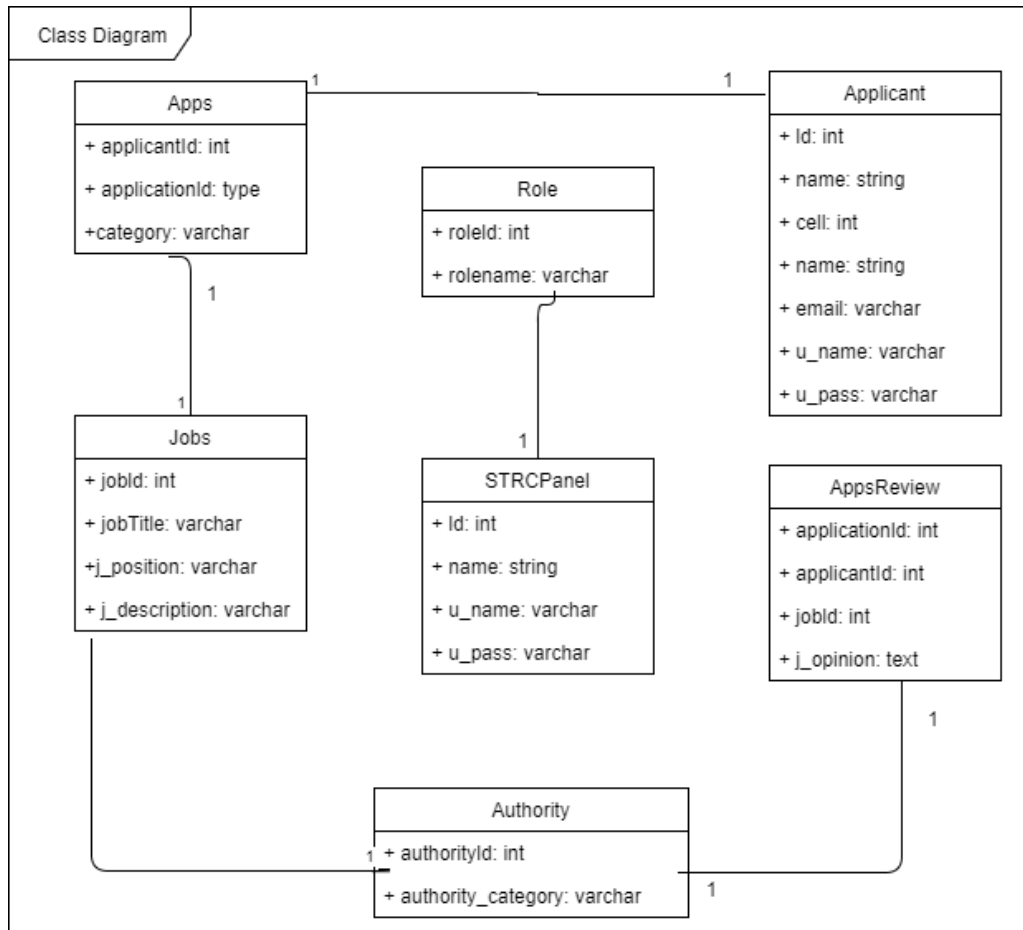 Class Diagram
1
1
Apps
+ applicantId: int
+ applicationId: type
+category: varchar
1
Applicant
+ Id: int
+ name: string
+ cell: int
+ name: string
+ email: varchar
+ u_name: varchar
+ u_pass: varchar
Role
+ roleId: int
+ rolename: varchar
1
1
Jobs
+ jobId: int
+ jobTitle: varchar
+j_position: varchar
+ j_description: varchar
STRCPanel
+ Id: int
+ name: string
+ u_name: varchar
+ u_pass: varchar
AppsReview
+ applicationId: int
+ applicantId: int
+ jobId: int
+ j_opinion: text
1
Authority
1
+ authorityId: int
+ authority_category: varchar
1